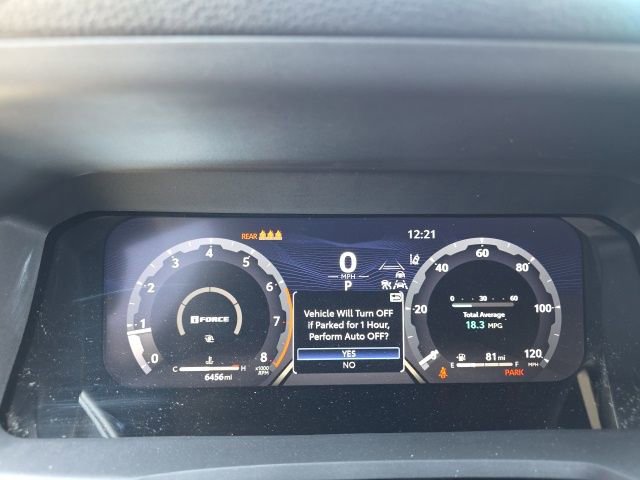 REAR
12:21
0
MPH
P
0
1
2
3
4
5
6
7
8
x1000
RPM
i FORCE
C H
6456 mi
Vehicle Will Turn OFF
if Parked for 1 Hour,
Perform Auto OFF?
YES
NO
20
40
60
80
100
120
MPH
0 30 60
Total Average
18.3 MPG
81 mi
E F
PARK